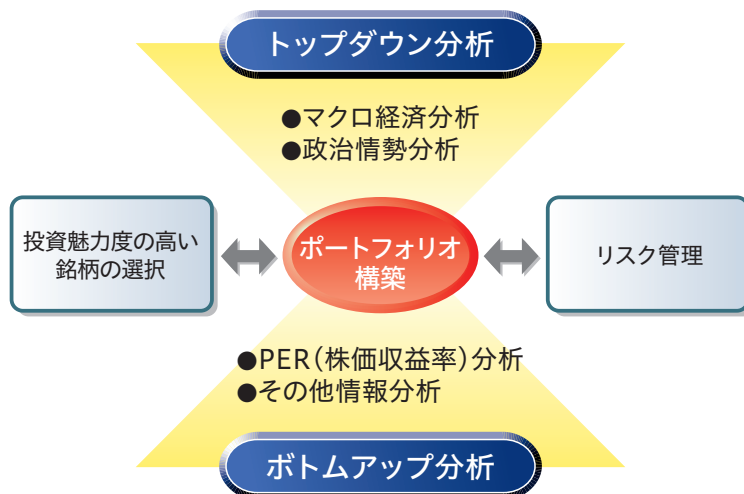 トップダウン分析
●マクロ経済分析
●政治情勢分析
投資魅力度の高い
銘柄の選択
ポートフォリオ
構築
リスク管理
●PER(株価収益率)分析
●その他情報分析
ボトムアップ分析